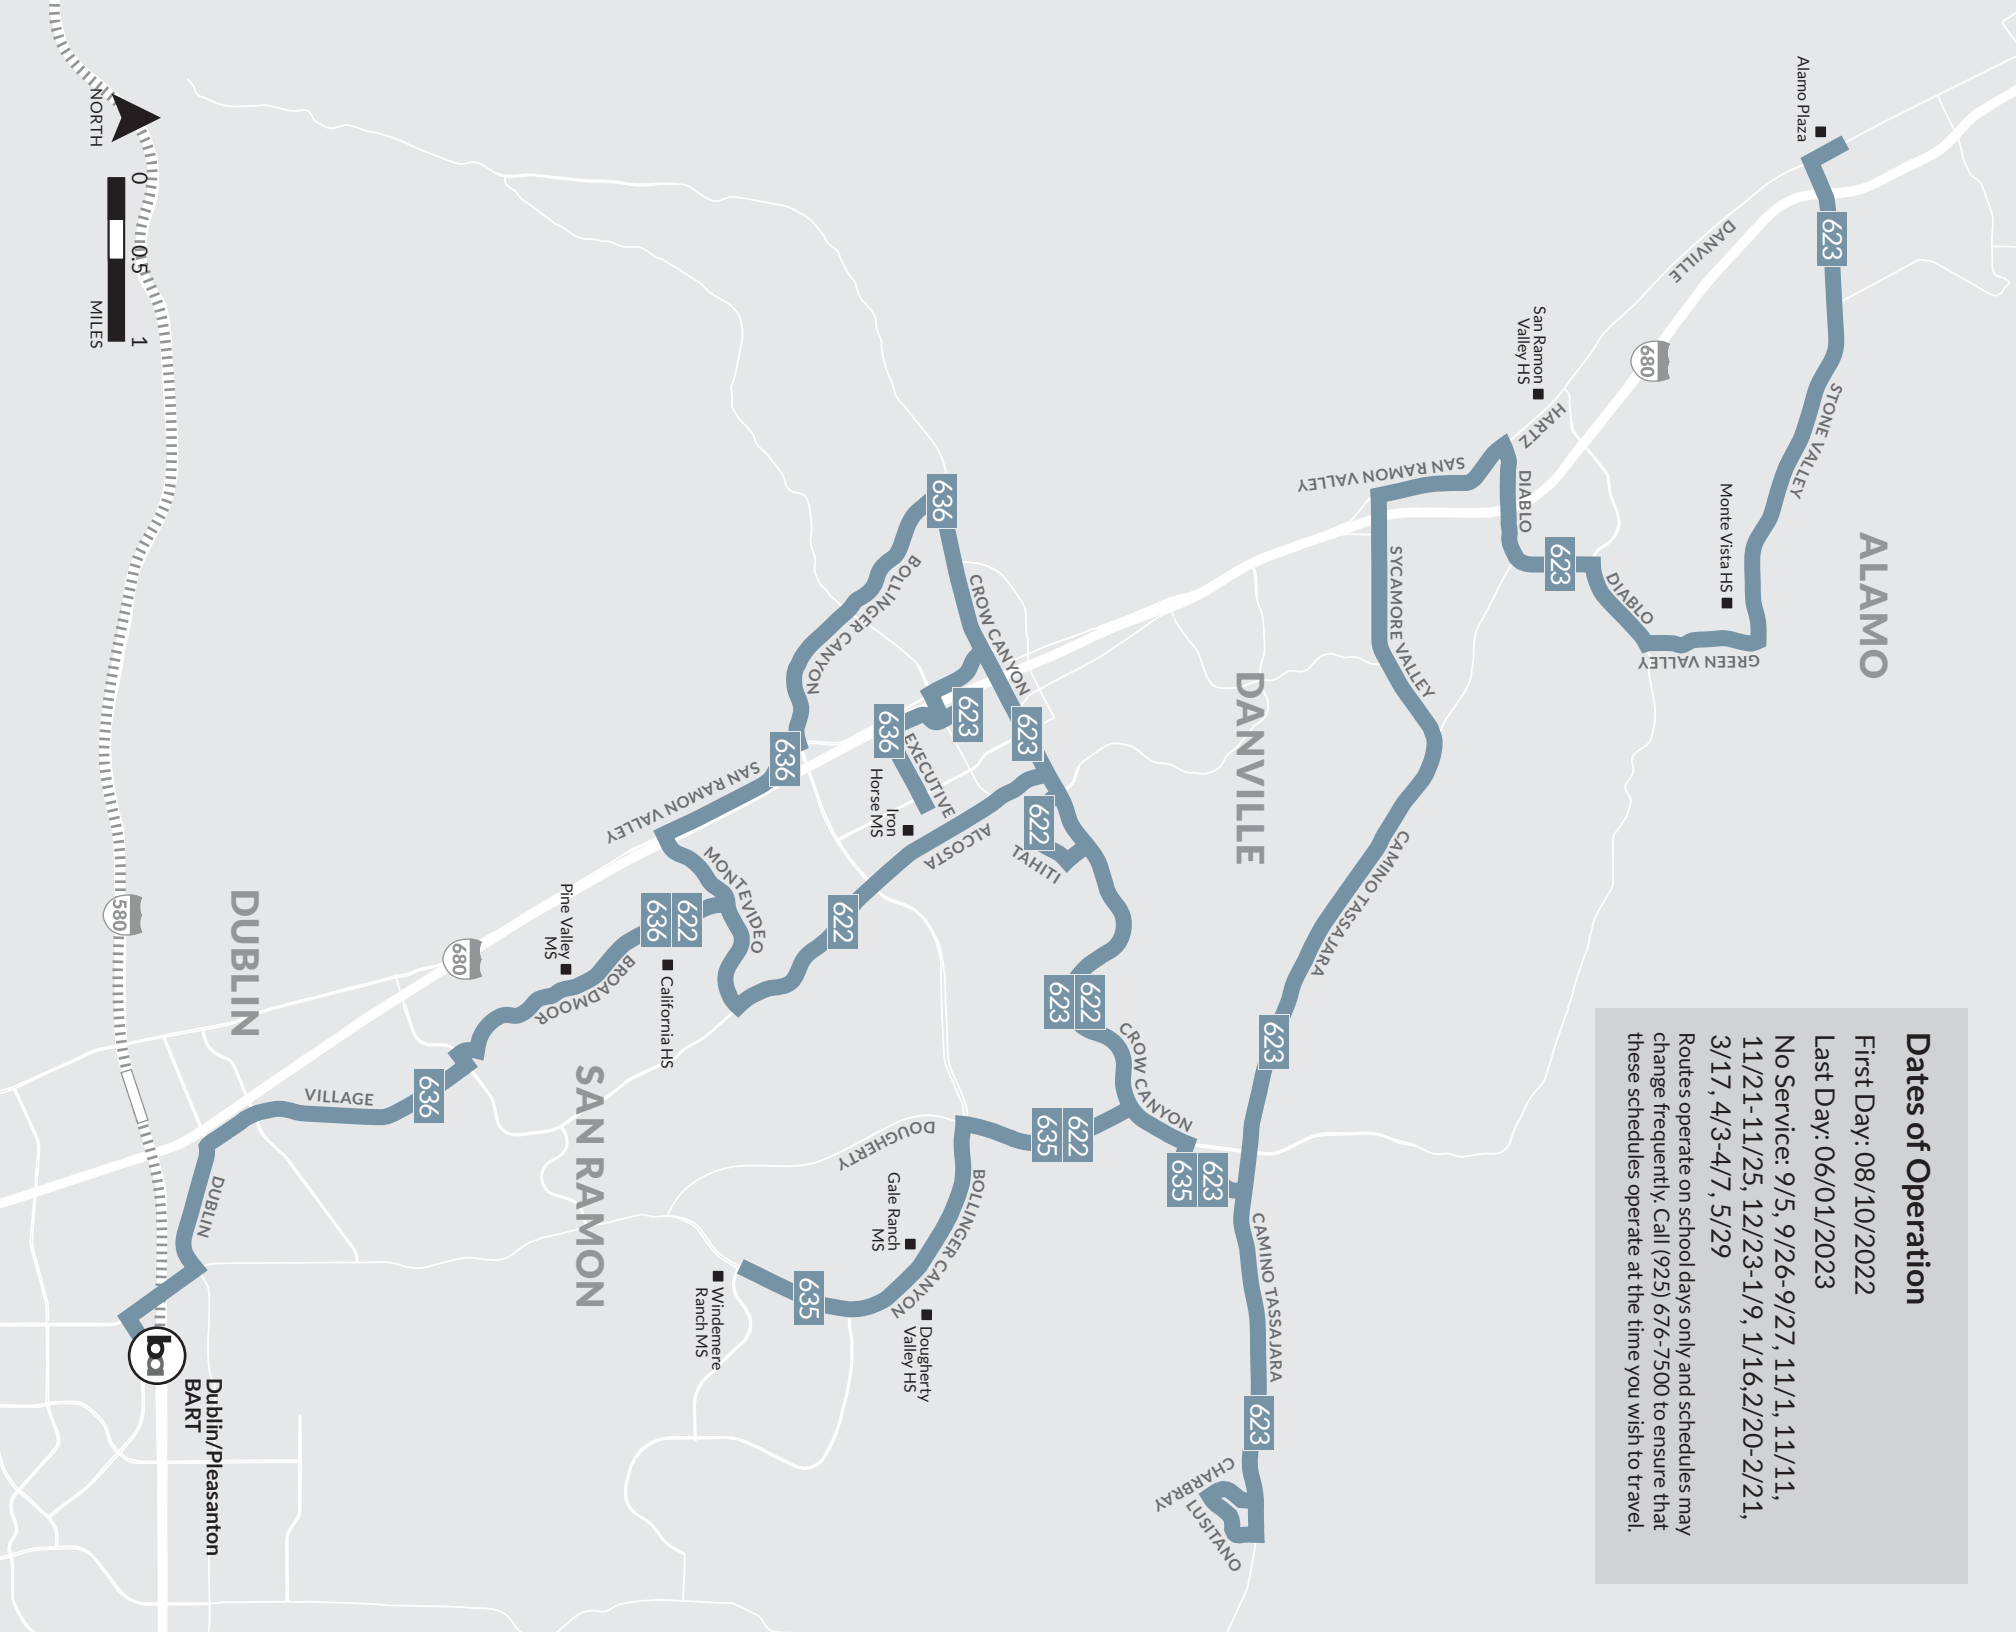 Dates of Operation
First Day: 08/10/2022
Last Day: 06/01/2023
No Service: 9/5, 9/26-9/27, 11/1, 11/11,
11/21-11/25, 12/23-1/9, 1/16,2/20-2/21,
3/17, 4/3-4/7, 5/29
Routes operate on school days only and schedules may
change frequently. Call (925) 676-7500 to ensure that
these schedules operate at the time you wish to travel.
ALAMO
Alamo Plaza
623
STONE VALLEY
DANVILLE
680
Monte Vista HS
GREEN VALLEY
DIABLO
623
DIABLO
San Ramon
Valley HS
HARTZ
SAN RAMON VALLEY
SYCAMORE VALLEY
DANVILLE
CAMINO TASSAJARA
623
CAMINO TASSAJARA
623
CHARBRAY
LUSITANO
623
635
CROW CANYON
622
623
622
635
636
CROW CANYON
623
623
636
EXECUTIVE
Iron
Horse MS
622
TAHITI
ALCOSTA
622
BOLLINGER CANYON
636
SAN RAMON VALLEY
MONTEVIDEO
622
636
California HS
Pine Valley
MS
BROADMOOR
680
SAN RAMON
DOUGHERTY
BOLLINGER CANYON
Gale Ranch
MS
Dougherty
Valley HS
635
Windemere
Ranch MS
636
VILLAGE
DUBLIN
580
DUBLIN
ba
Dublin/Pleasanton
BART
NORTH
0
0.5
1
MILES